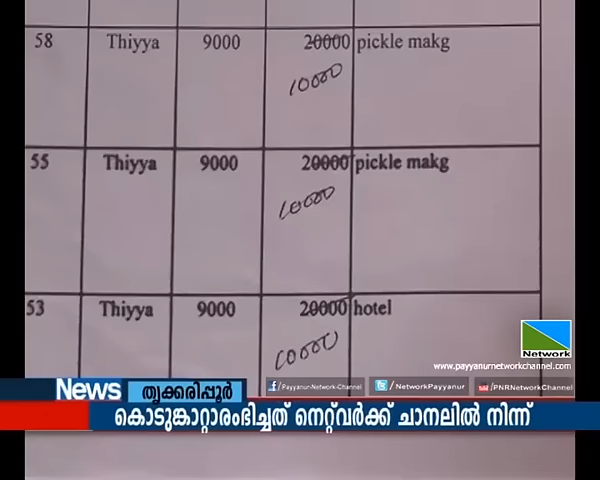 58 Thiyya 9000 20000 pickle makg
10000
55 Thiyya 9000 20000 pickle makg
10000
53 Thiyya 9000 20000 hotel
10000
Network
www.payyanurnetworkchannel.com
News തൃക്കരിപ്പൂർ /Payyanur-Network-Channel /NetworkPayyanur /PNRNetworkChannel
കൊടുങ്കാറ്റാരംഭിച്ചത് നെറ്റ്‌വർക്ക് ചാനലിൽ നിന്ന്